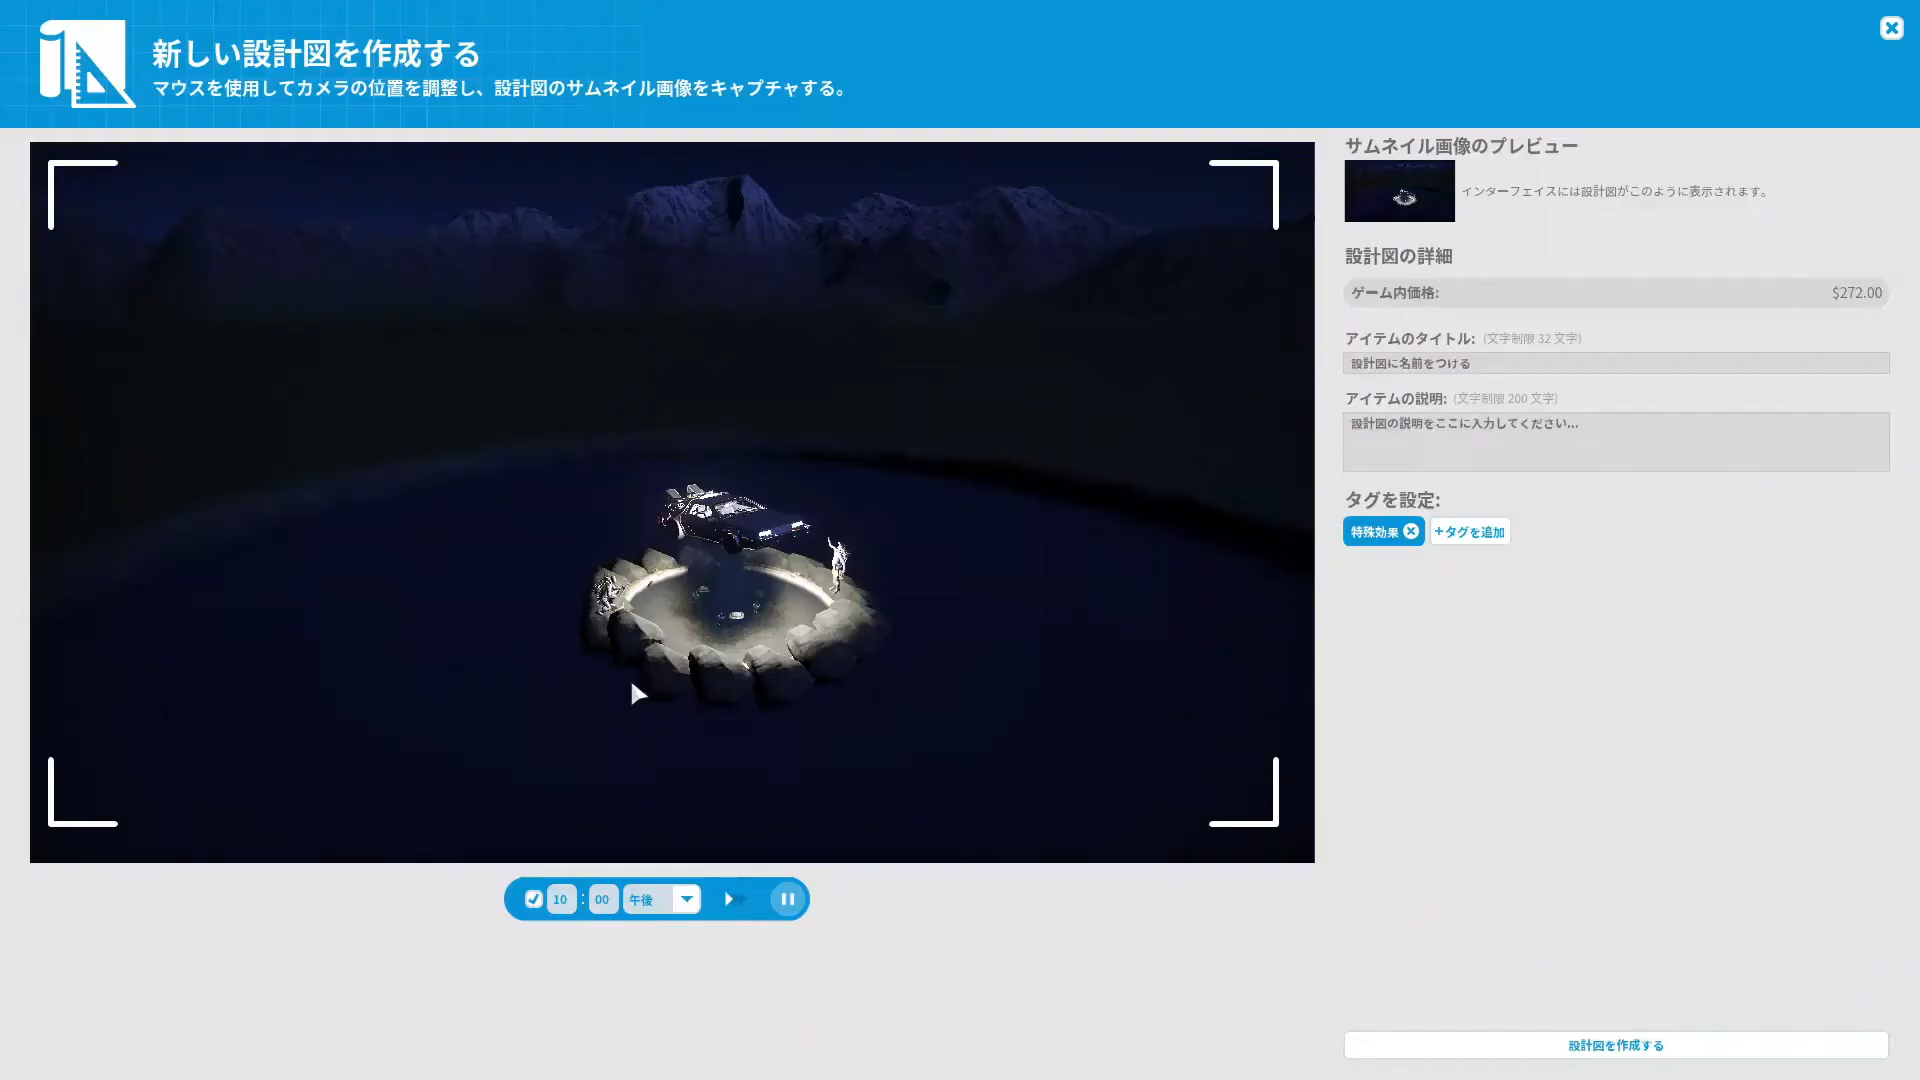 新しい設計図を作成する
マウスを使用してカメラの位置を調整し、設計図のサムネイル画像をキャプチャする。
サムネイル画像のプレビュー
インターフェイスには設計図がこのように表示されます。
設計図の詳細
ゲーム内価格: $272.00
アイテムのタイトル: (文字制限 32 文字)
設計図に名前をつける
アイテムの説明: (文字制限 200 文字)
設計図の説明をここに入力してください...
タグを設定:
特殊効果 +タグを追加
10 : 00 午後
設計図を作成する